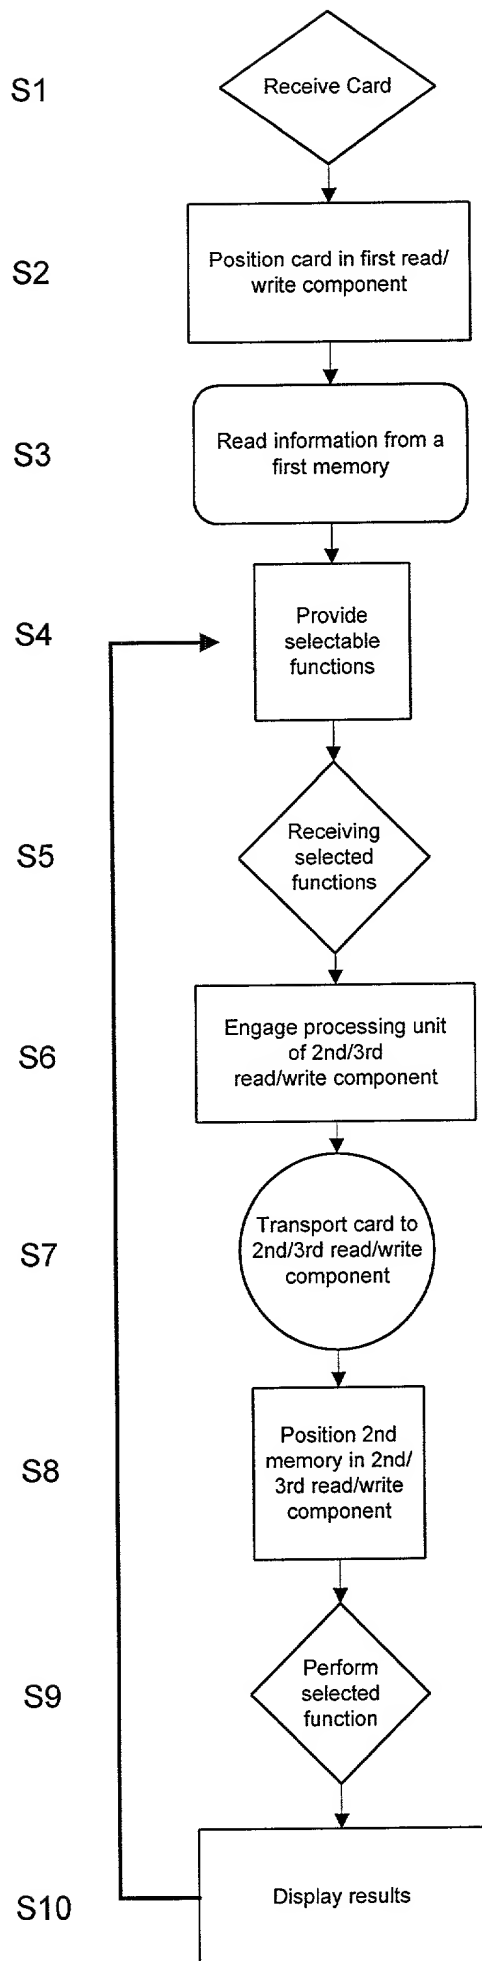 S1
Receive Card
S2
Position card in first read/
write component
S3
Read information from a
first memory
S4
Provide
selectable
functions
S5
Receiving
selected
functions
S6
Engage processing unit
of 2nd/3rd
read/write component
S7
Transport card to
2nd/3rd read/write
component
S8
Position 2nd
memory in 2nd/
3rd read/write
component
S9
Perform
selected
function
S10
Display results